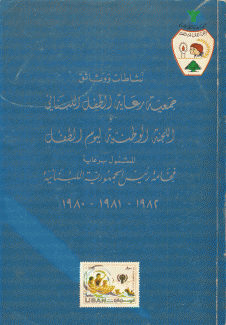 نشاطات ووثائق
جمعية رعاية الطفل اللبناني
و
اللجنة الوطنية ليوم الطفل
المشمول برعاية
فخامة رئيس الجمهورية اللبنانية
١٩٨٢ - ١٩٨١ - ١٩٨٠
LIBAN